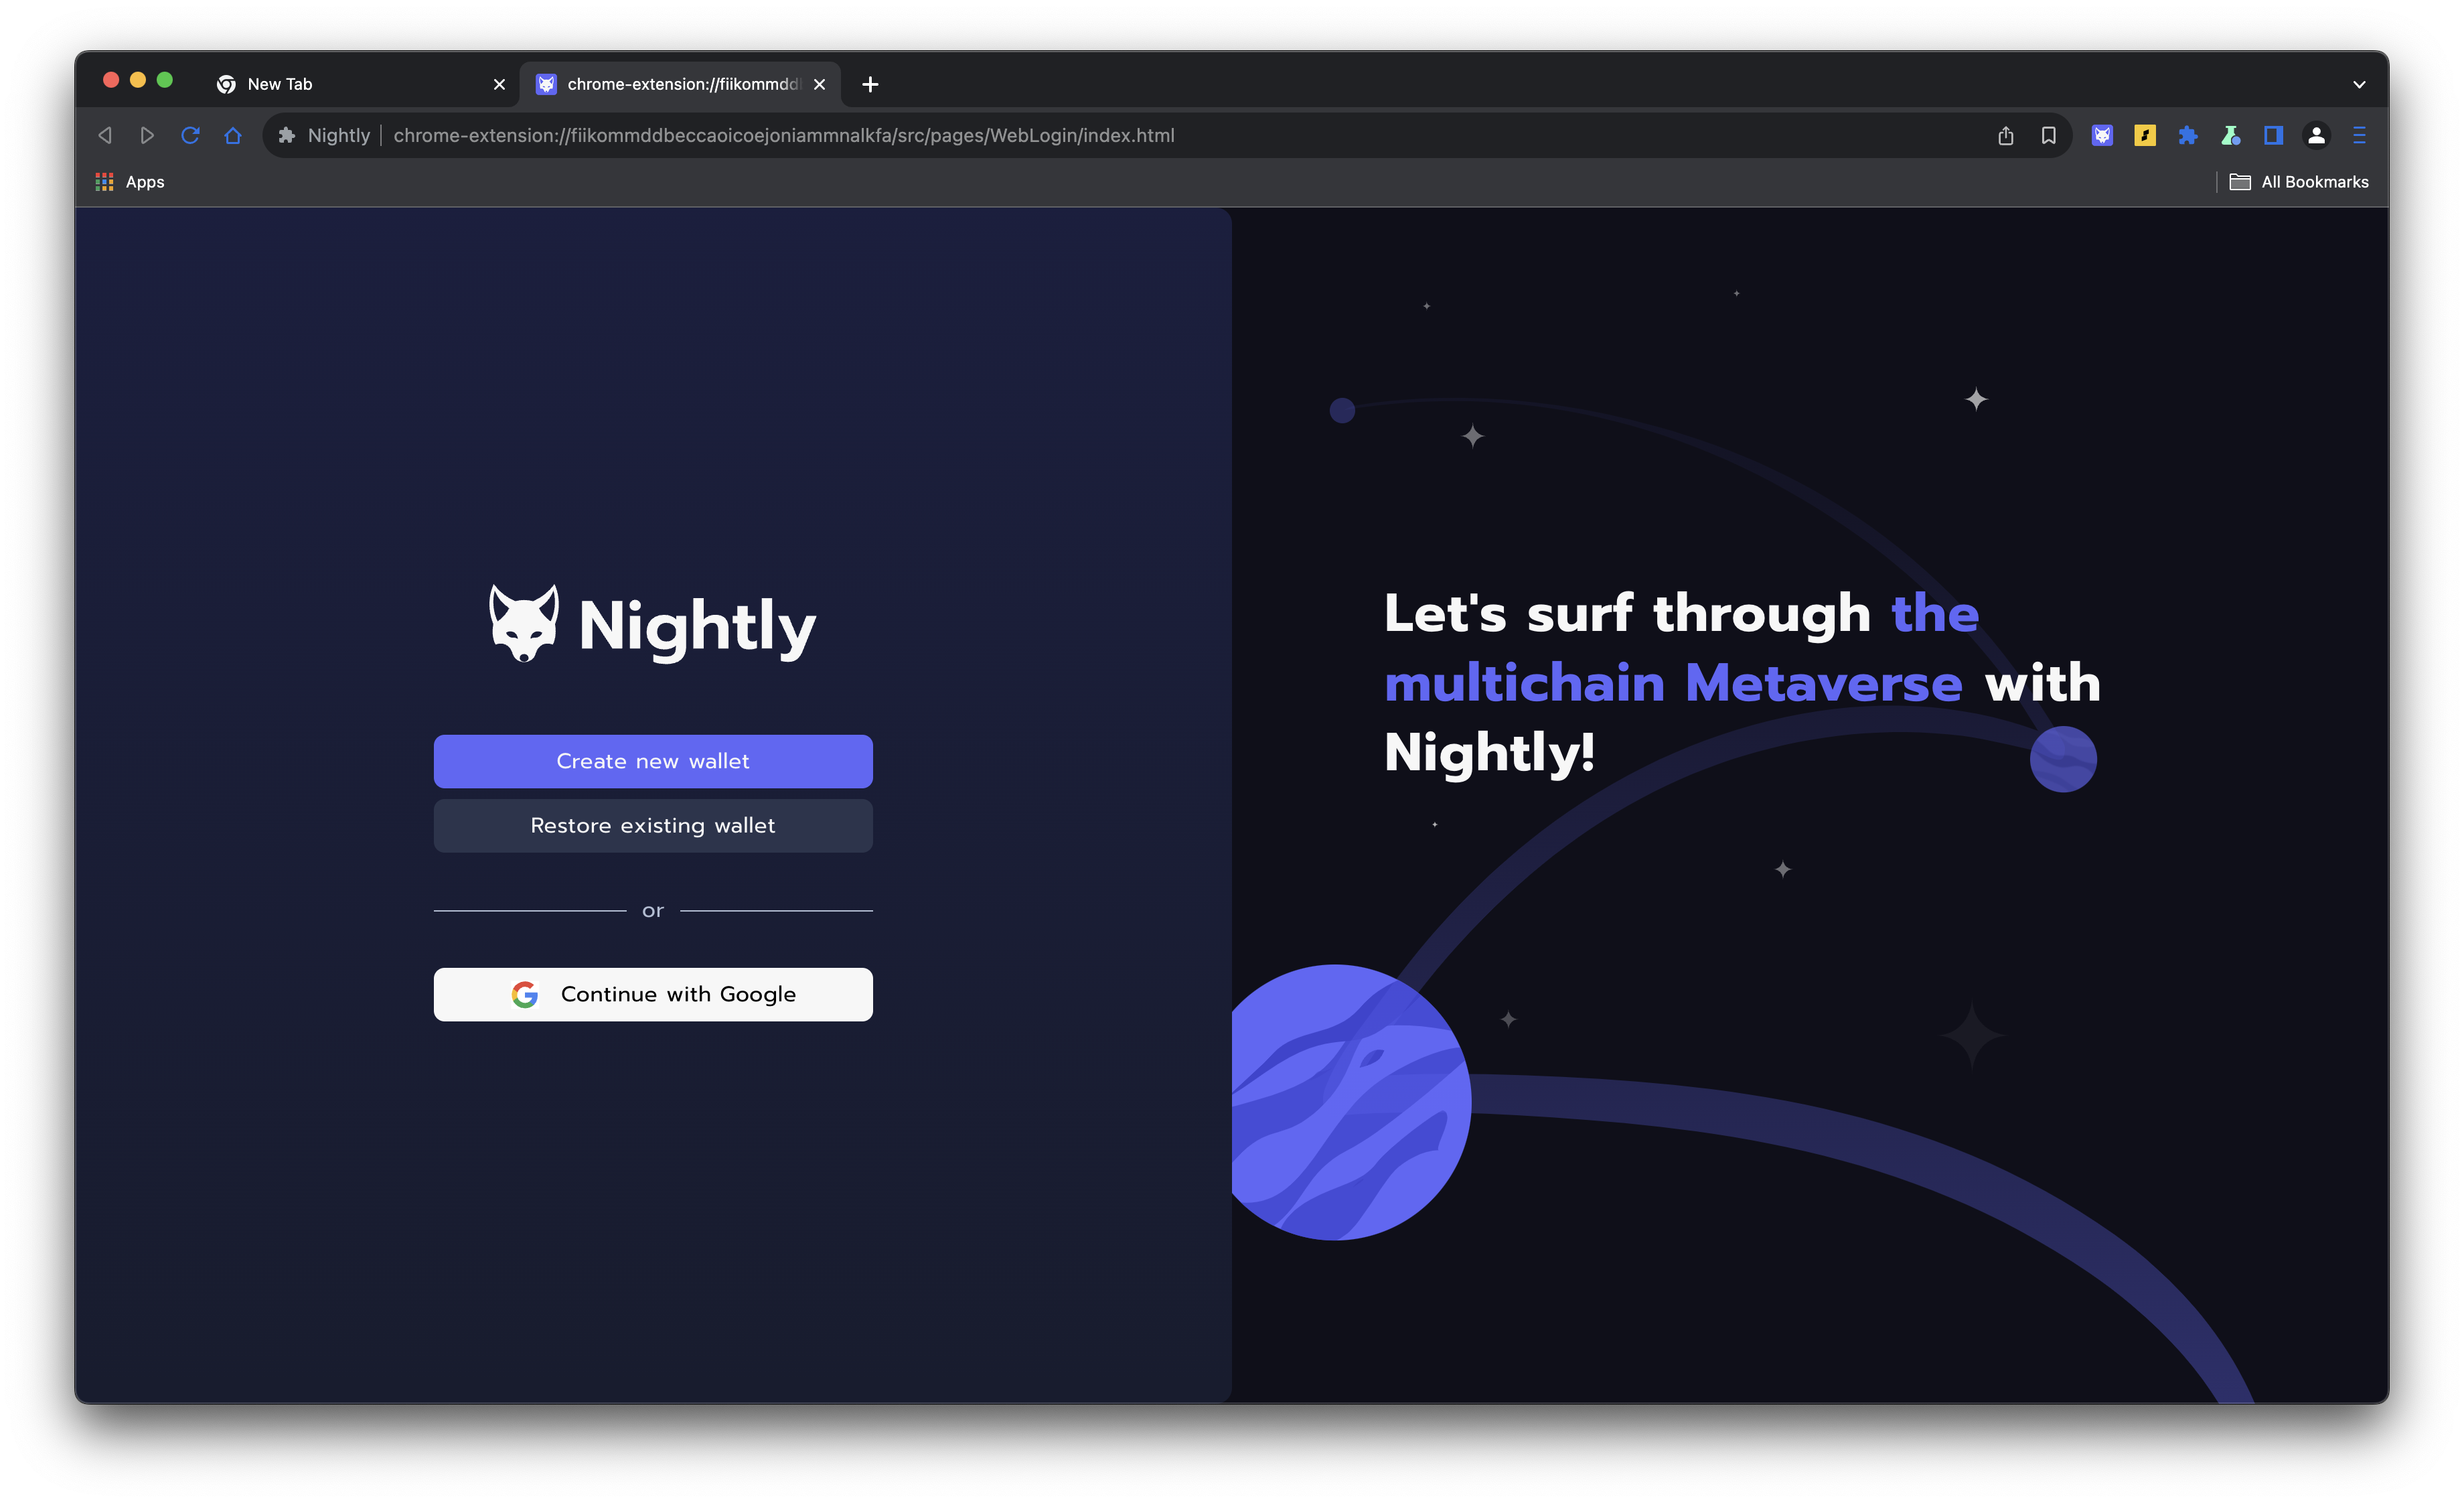 New Tab
chrome-extension://fiikommdd
Nightly
chrome-extension://fiikommddbeccaoicoejoniammnalkfa/src/pages/WebLogin/index.html
Apps
All Bookmarks
Nightly
Create new wallet
Restore existing wallet
or
Continue with Google
Let's surf through the
multichain Metaverse with
Nightly!